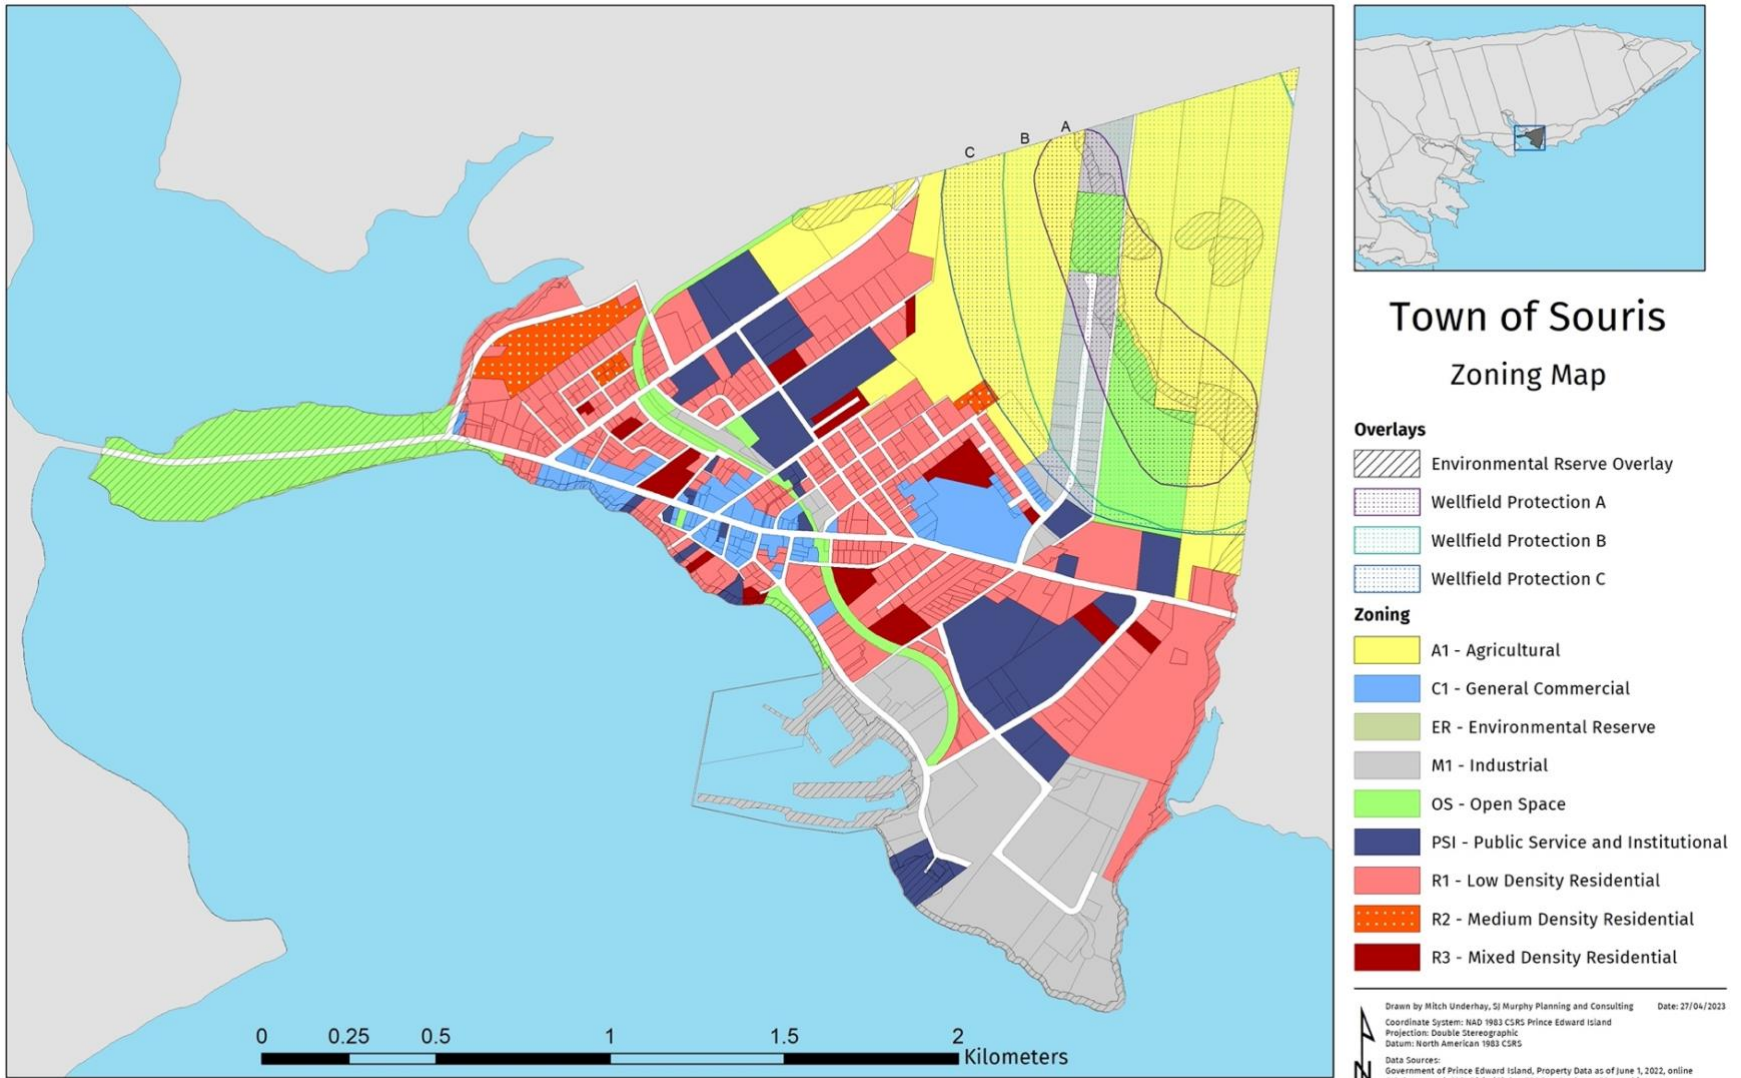 C
B
A
0 0.25 0.5 1 1.5 2
Kilometers
Town of Souris
Zoning Map
Overlays
Environmental Rserve Overlay
Wellfield Protection A
Wellfield Protection B
Wellfield Protection C
Zoning
A1 - Agricultural
C1 - General Commercial
ER - Environmental Reserve
M1 - Industrial
OS - Open Space
PSI - Public Service and Institutional
R1 - Low Density Residential
R2 - Medium Density Residential
R3 - Mixed Density Residential
Drawn by Mitch Underhay, SJ Murphy Planning and Consulting Date: 27/04/2023
Coordinate System: NAD 1983 CSRS Prince Edward Island
Projection: Double Stereographic
Datum: North American 1983 CSRS
Data Sources:
Government of Prince Edward Island, Property Data as of June 1, 2022, online
N